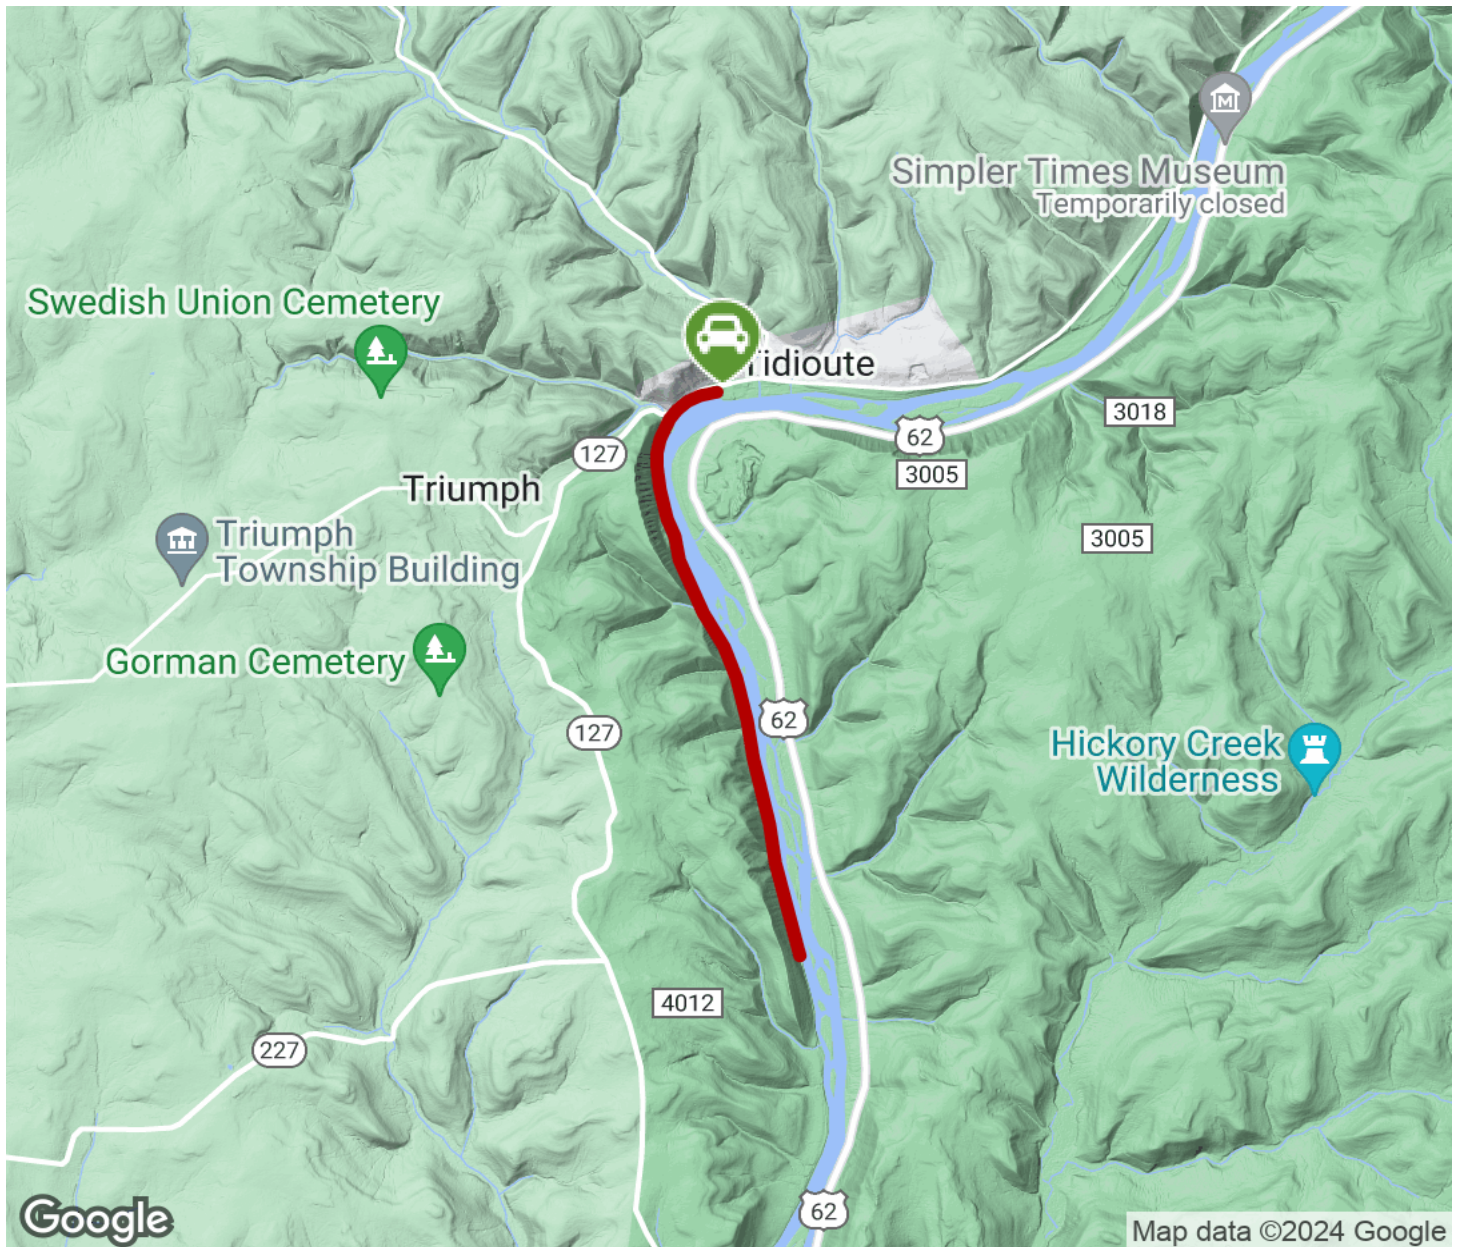 Simpler Times Museum
Temporarily closed
Swedish Union Cemetery
idioute
3018
62
127
3005
Triumph
Triumph
Township Building
3005
Gorman Cemetery
62
127
Hickory Creek
Wilderness
4012
227
62
Google
Map data ©2024 Google